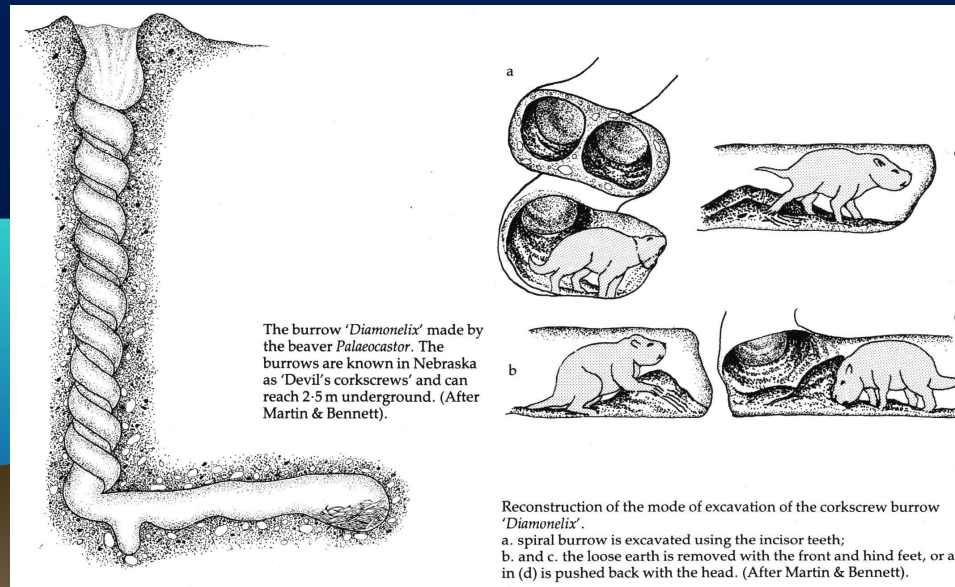 The burrow 'Diamonelix' made by
the beaver Palaeocastor. The
burrows are known in Nebraska
as 'Devil's corkscrews' and can
reach 2·5 m underground. (After
Martin & Bennett).
a
b
Reconstruction of the mode of excavation of the corkscrew burrow
'Diamonelix'.
a. spiral burrow is excavated using the incisor teeth;
b. and c. the loose earth is removed with the front and hind feet, or a
in (d) is pushed back with the head. (After Martin & Bennett).